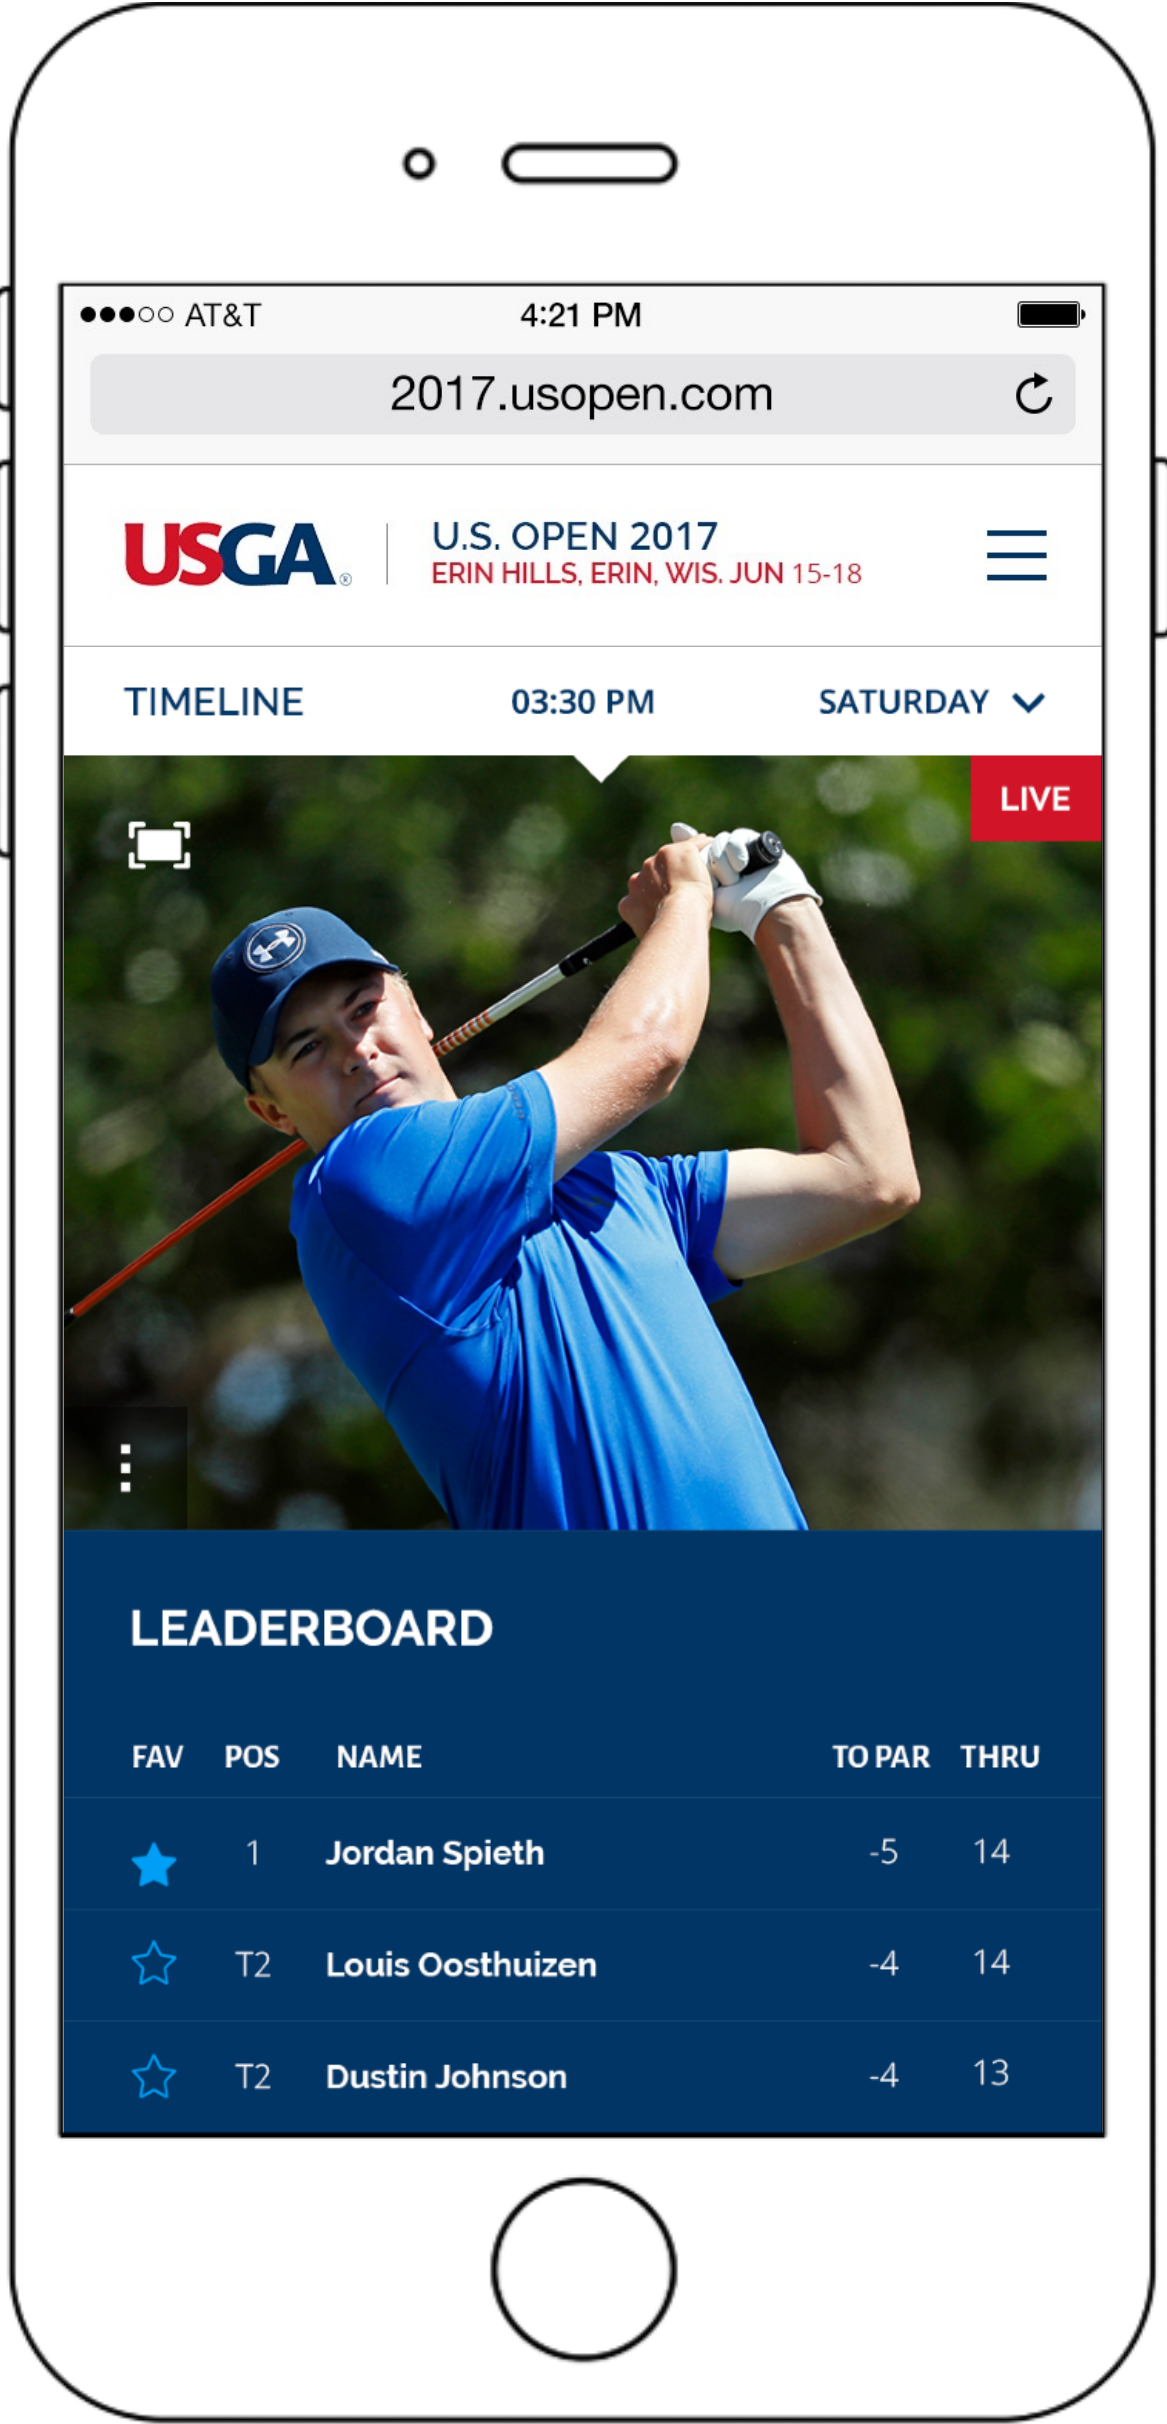 AT&T 4:21 PM
2017.usopen.com
USGA® U.S. OPEN 2017
ERIN HILLS, ERIN, WIS. JUN 15-18
TIMELINE 03:30 PM SATURDAY
LIVE
LEADERBOARD
FAV POS NAME TO PAR THRU
1 Jordan Spieth -5 14
T2 Louis Oosthuizen -4 14
T2 Dustin Johnson -4 13